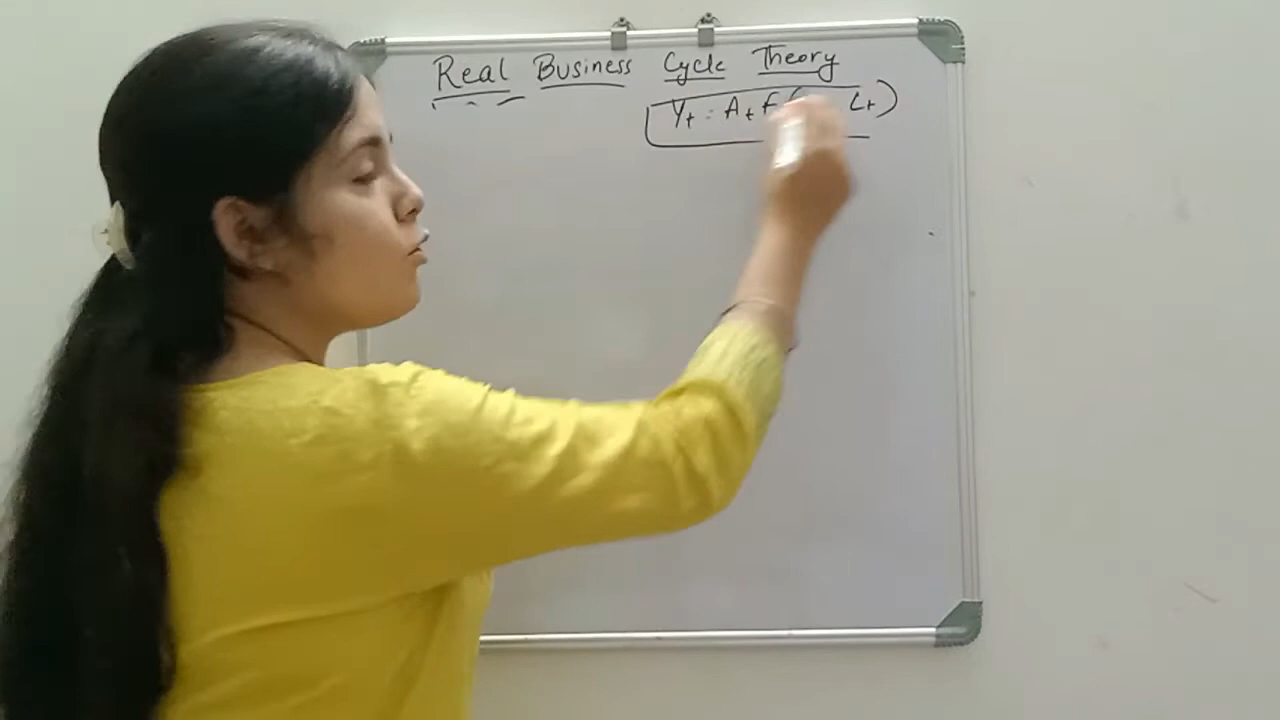 Real Business Cycle Theory
Yt = At F( Lt)